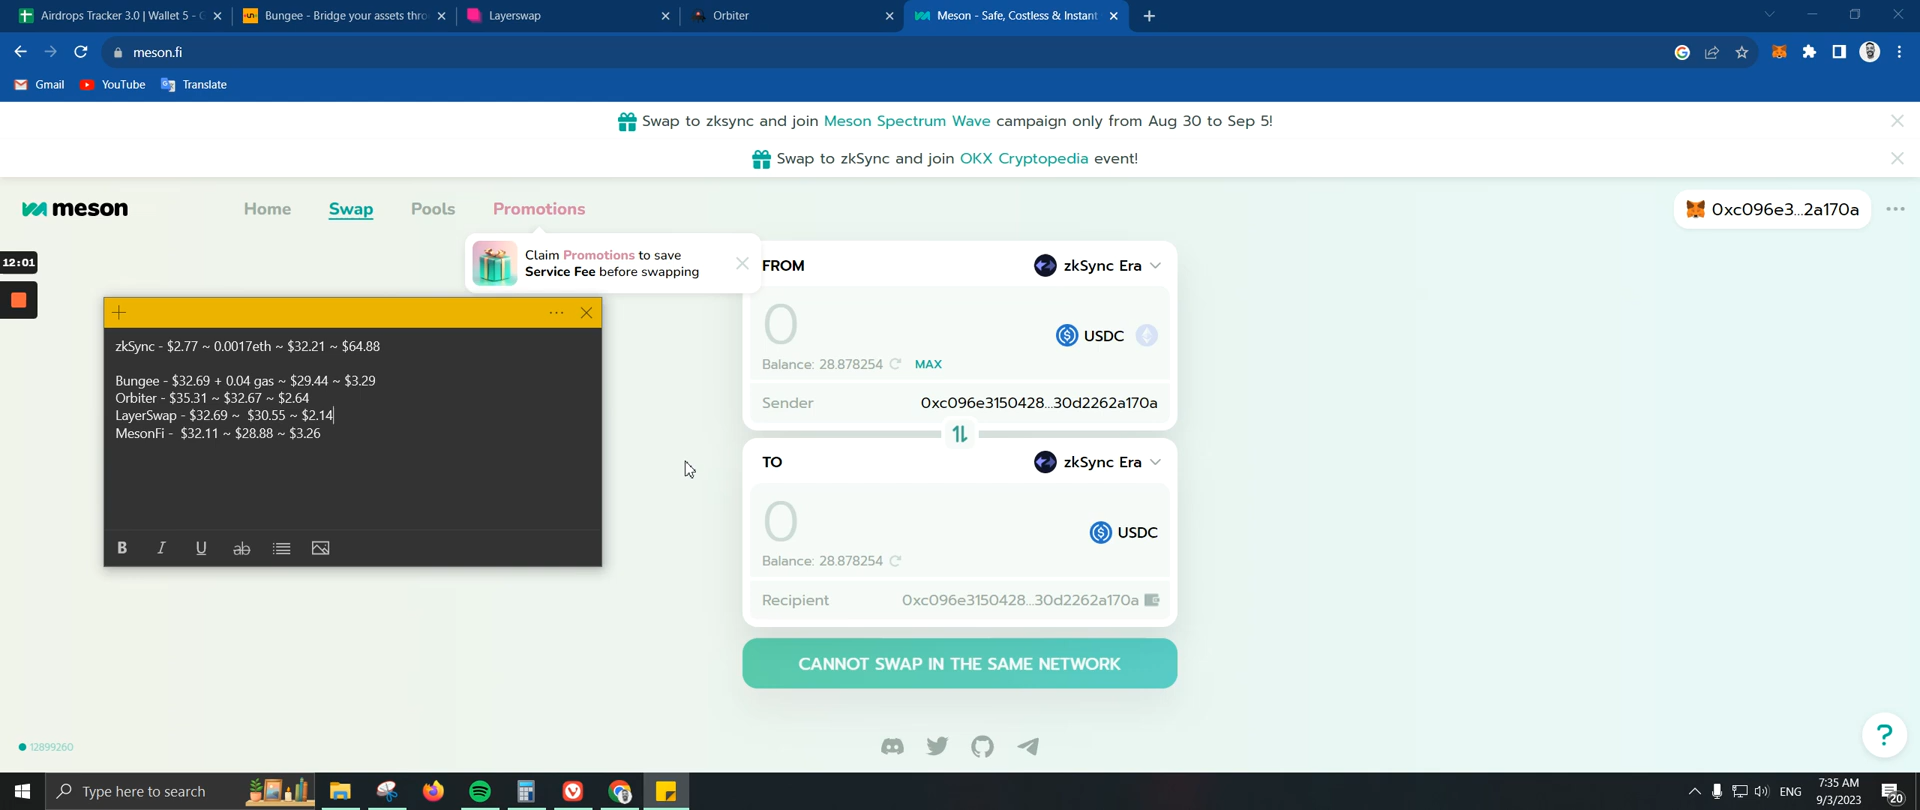 Airdrops Tracker 3.0 | Wallet 5 - G
Bungee - Bridge your assets thro
Layerswap
Orbiter
Meson - Safe, Costless & Instant
meson.fi
Gmail
YouTube
Translate
Swap to zksync and join Meson Spectrum Wave campaign only from Aug 30 to Sep 5!
Swap to zkSync and join OKX Cryptopedia event!
meson
Home
Swap
Pools
Promotions
0xc096e3...2a170a
Claim Promotions to save
Service Fee before swapping
12:01
FROM
zkSync Era
0
USDC
Balance: 28.878254
MAX
Sender
0xc096e3150428...30d2262a170a
zkSync - $2.77 ~ 0.0017eth ~ $32.21 ~ $64.88
Bungee - $32.69 + 0.04 gas ~ $29.44 ~ $3.29
Orbiter - $35.31 ~ $32.67 ~ $2.64
LayerSwap - $32.69 ~ $30.55 ~ $2.14
MesonFi - $32.11 ~ $28.88 ~ $3.26
B I U ab
TO
zkSync Era
0
USDC
Balance: 28.878254
Recipient
0xc096e3150428...30d2262a170a
CANNOT SWAP IN THE SAME NETWORK
12899260
?
Type here to search
ENG
7:35 AM
9/3/2023
20